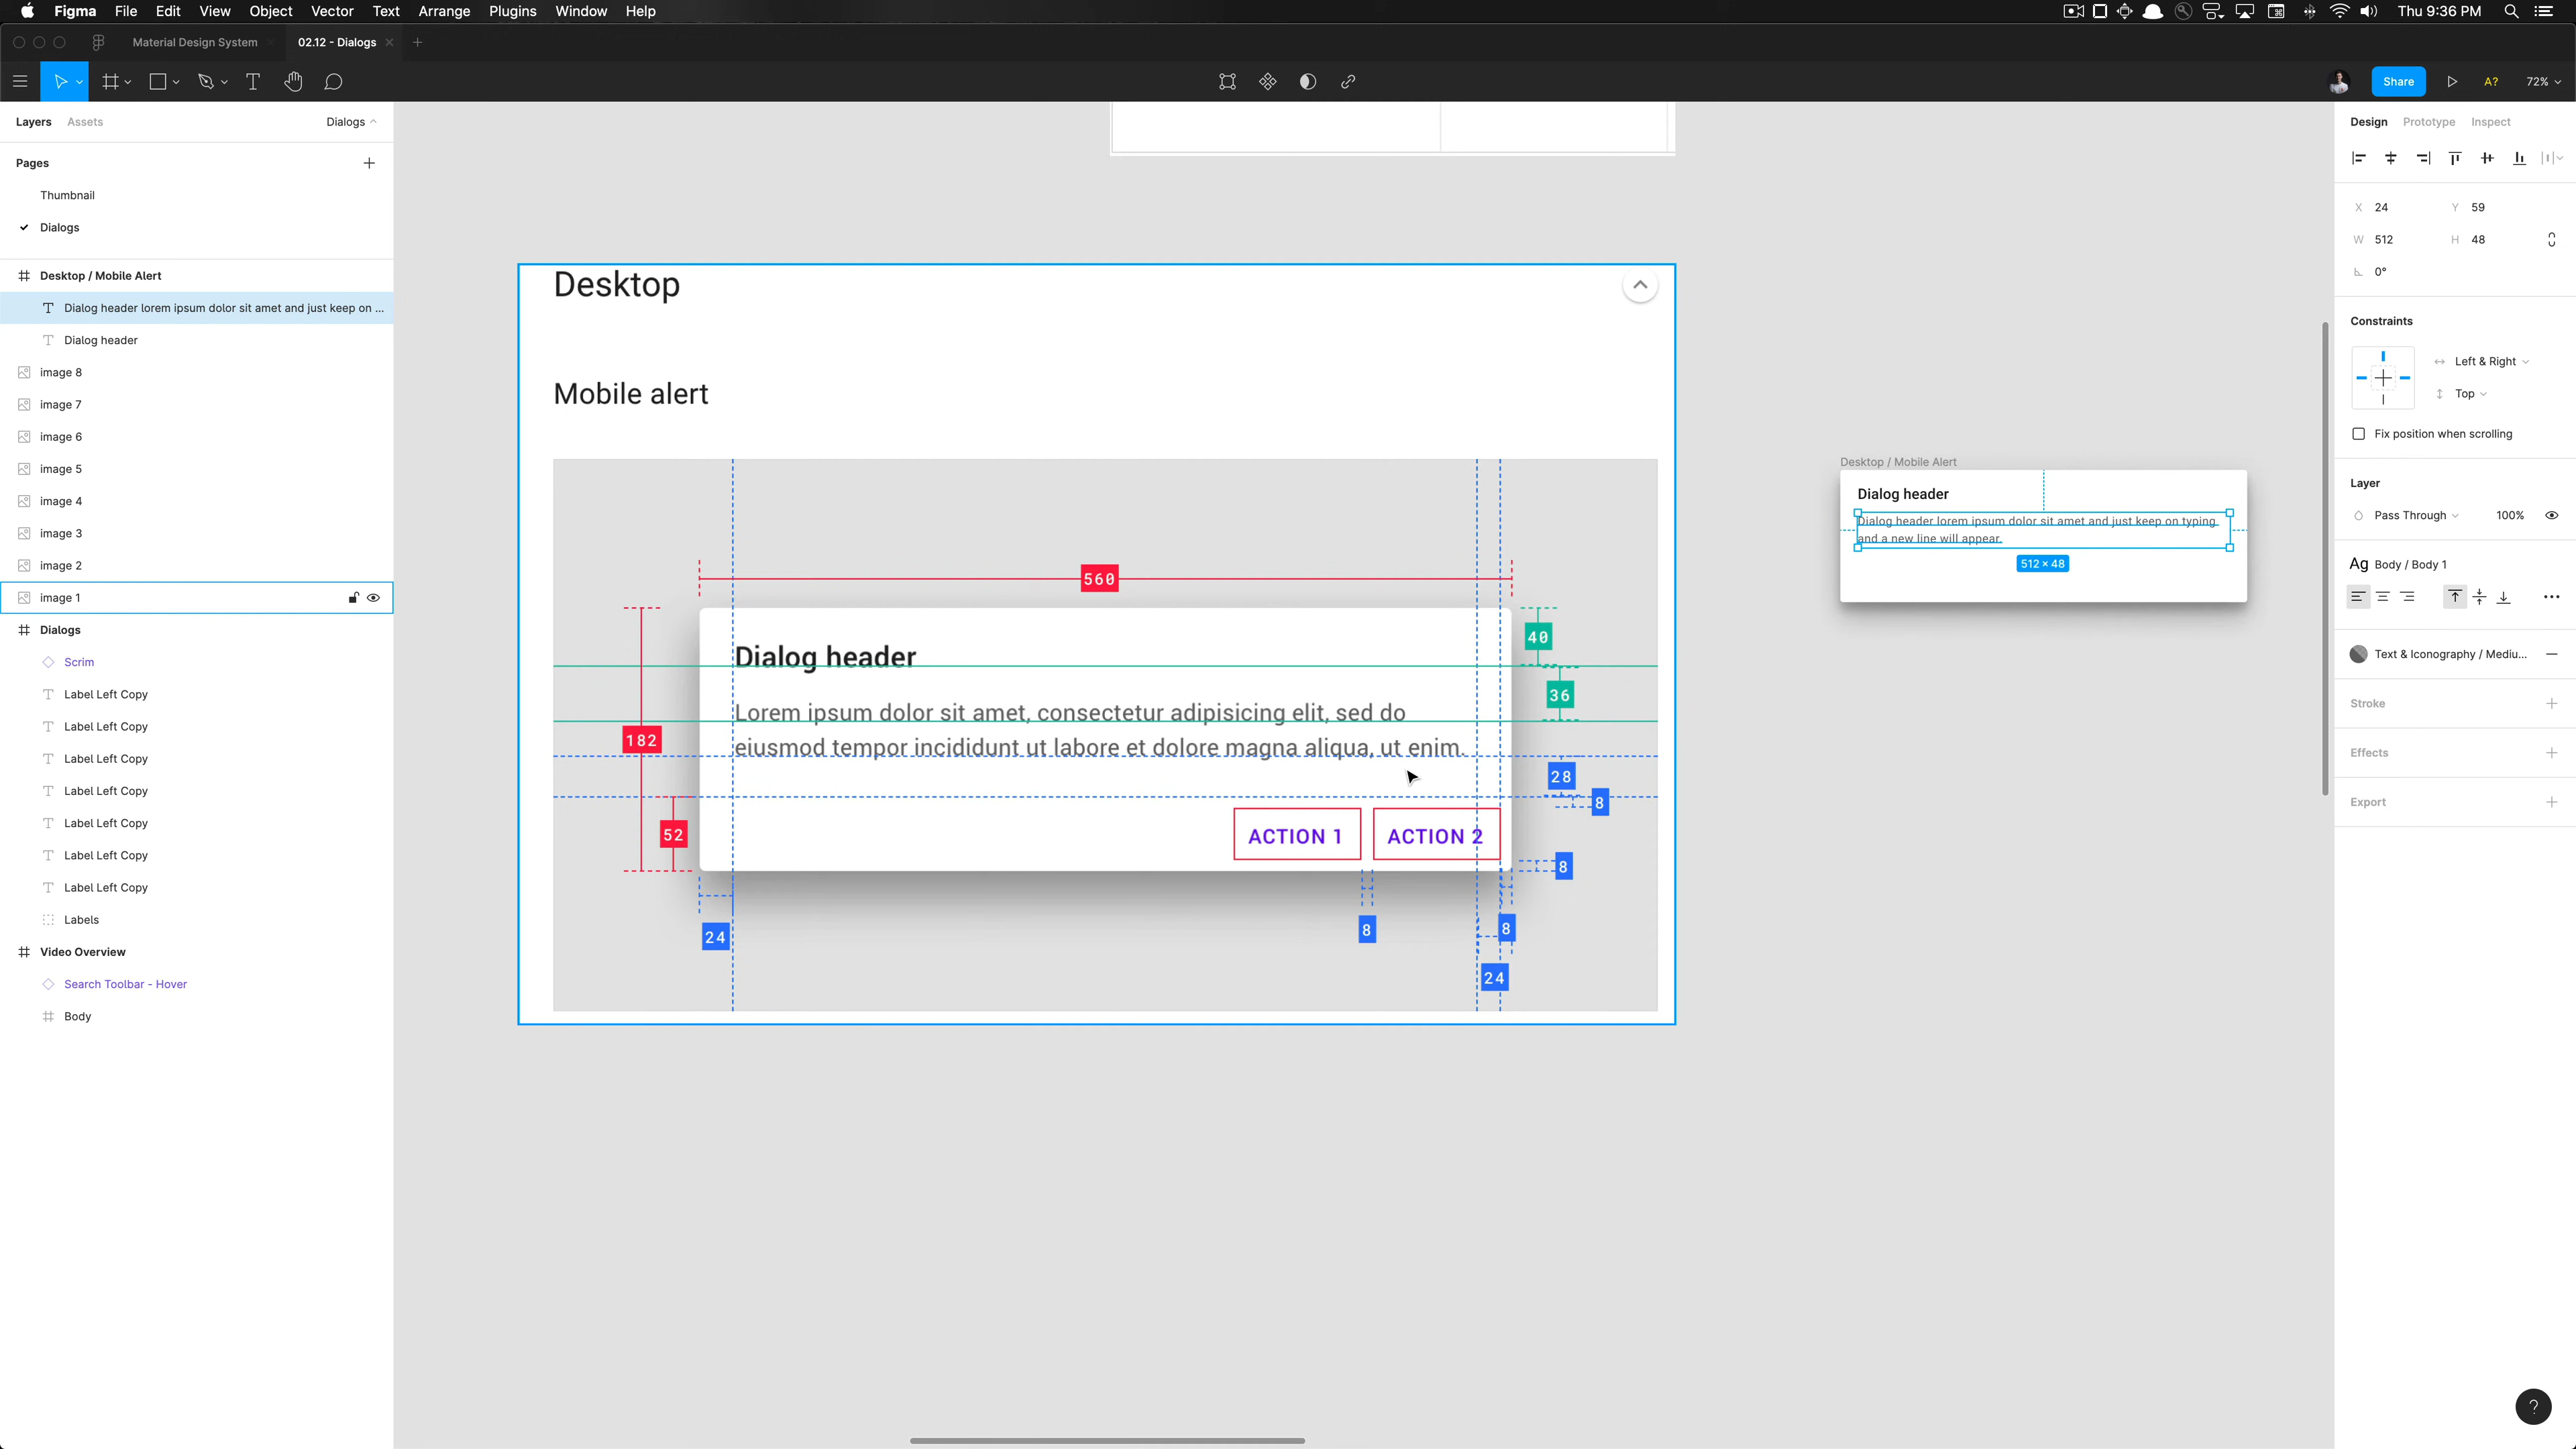 Figma File Edit View Object Vector Text Arrange Plugins Window Help Thu 9:36 PM
Material Design System 02.12 - Dialogs
Share A? 72%
Layers Assets Dialogs
Pages
Thumbnail
Dialogs
Desktop / Mobile Alert
Dialog header lorem ipsum dolor sit amet and just keep on ...
Dialog header
image 8
image 7
image 6
image 5
image 4
image 3
image 2
image 1
Dialogs
Scrim
Label Left Copy
Label Left Copy
Label Left Copy
Label Left Copy
Label Left Copy
Label Left Copy
Label Left Copy
Labels
Video Overview
Search Toolbar - Hover
Body
Desktop
Mobile alert
560
Dialog header
Lorem ipsum dolor sit amet, consectetur adipisicing elit, sed do
eiusmod tempor incididunt ut labore et dolore magna aliqua, ut enim.
ACTION 1 ACTION 2
182
52
40
36
28
8
8
24
8
8
24
Desktop / Mobile Alert
Dialog header
Dialog header lorem ipsum dolor sit amet and just keep on typing
and a new line will appear.
512 × 48
Design Prototype Inspect
X 24 Y 59
W 512 H 48
0°
Constraints
Left & Right
Top
Fix position when scrolling
Layer
Pass Through 100%
Ag Body / Body 1
Text & Iconography / Mediu...
Stroke
Effects
Export
?